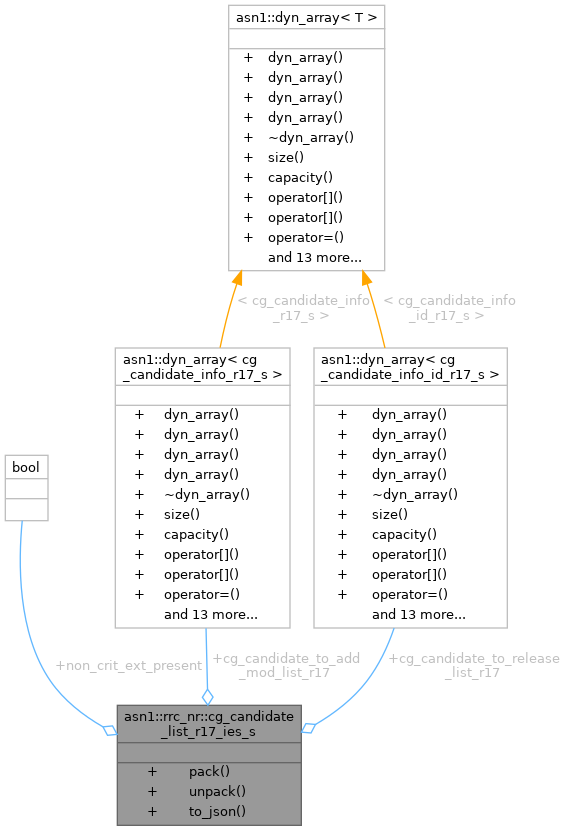 asn1::dyn_array< T >
+ dyn_array()
+ dyn_array()
+ dyn_array()
+ dyn_array()
+ ~dyn_array()
+ size()
+ capacity()
+ operator[]()
+ operator[]()
+ operator=()
and 13 more...
< cg_candidate_info
_r17_s >
< cg_candidate_info
_id_r17_s >
asn1::dyn_array< cg
_candidate_info_r17_s >
+ dyn_array()
+ dyn_array()
+ dyn_array()
+ dyn_array()
+ ~dyn_array()
+ size()
+ capacity()
+ operator[]()
+ operator[]()
+ operator=()
and 13 more...
asn1::dyn_array< cg
_candidate_info_id_r17_s >
+ dyn_array()
+ dyn_array()
+ dyn_array()
+ dyn_array()
+ ~dyn_array()
+ size()
+ capacity()
+ operator[]()
+ operator[]()
+ operator=()
and 13 more...
bool
+non_crit_ext_present
+cg_candidate_to_add
_mod_list_r17
+cg_candidate_to_release
_list_r17
asn1::rrc_nr::cg_candidate
_list_r17_ies_s
+ pack()
+ unpack()
+ to_json()